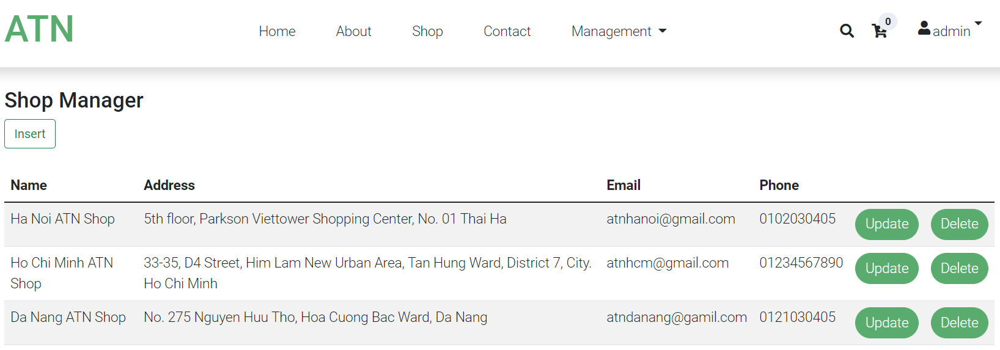 ATN
Home About Shop Contact Management 0 admin
Shop Manager
Insert
Name Address Email Phone
Ha Noi ATN Shop 5th floor, Parkson Viettower Shopping Center, No. 01 Thai Ha atnhanoi@gmail.com 0102030405 Update Delete
Ho Chi Minh ATN 33-35, D4 Street, Him Lam New Urban Area, Tan Hung Ward, District 7, City. atnhcm@gmail.com 01234567890 Update Delete
Shop Ho Chi Minh
Da Nang ATN Shop No. 275 Nguyen Huu Tho, Hoa Cuong Bac Ward, Da Nang atndanang@gamil.com 0121030405 Update Delete